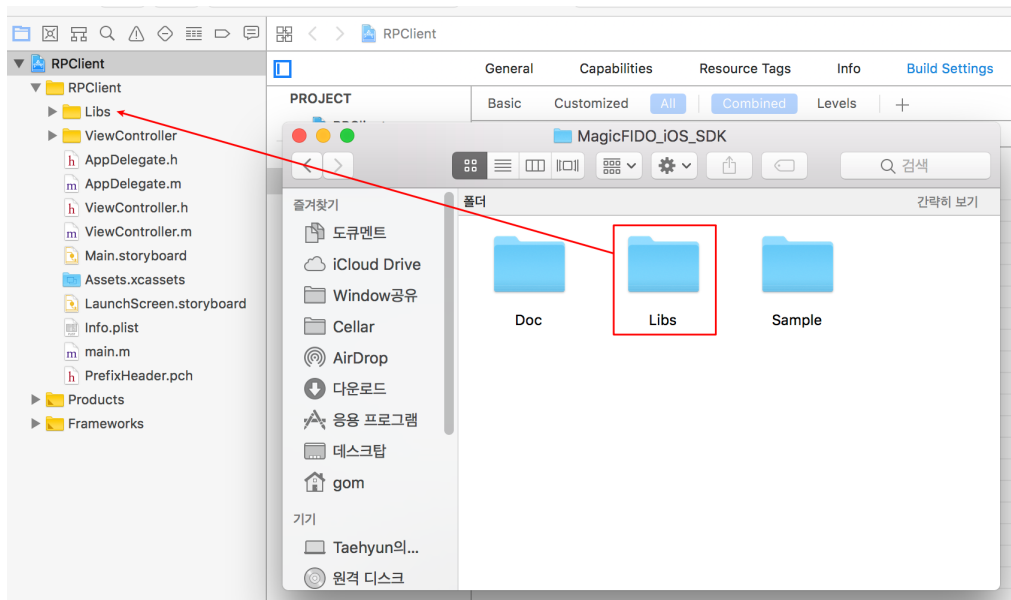 RPClient
RPClient
General
Capabilities
Resource Tags
Info
Build Settings
RPClient
PROJECT
Basic
Customized
All
Combined
Levels
Libs
ViewController
AppDelegate.h
AppDelegate.m
ViewController.h
ViewController.m
Main.storyboard
Assets.xcassets
LaunchScreen.storyboard
Info.plist
main.m
PrefixHeader.pch
Products
Frameworks
MagicFIDO_iOS_SDK
검색
즐겨찾기
도큐멘트
iCloud Drive
Window공유
Cellar
AirDrop
다운로드
응용 프로그램
데스크탑
gom
기기
Taehyun의...
원격 디스크
폴더
간략히 보기
Doc
Libs
Sample